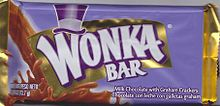 WONKA
BAR
Milk Chocolate with Graham Crackers
Chocolate con leche con galletas graham